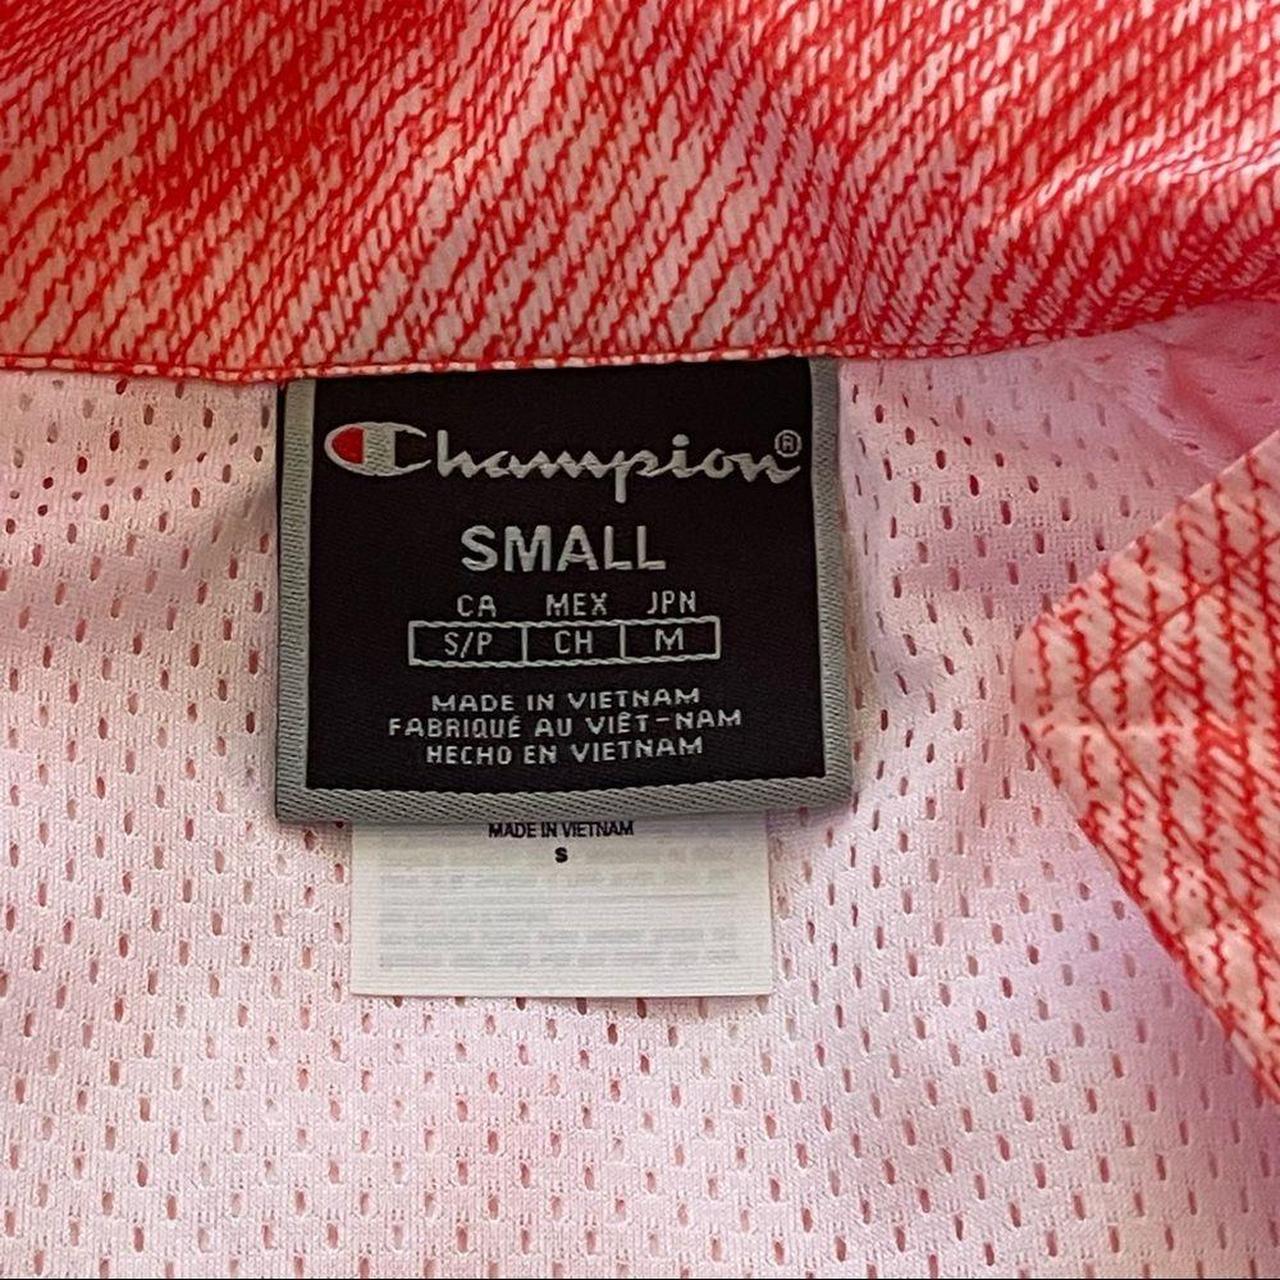 Champion®
SMALL
CA MEX JPN
S/P CH M
MADE IN VIETNAM
FABRIQUÉ AU VIÊT-NAM
HECHO EN VIETNAM
MADE IN VIETNAM
S